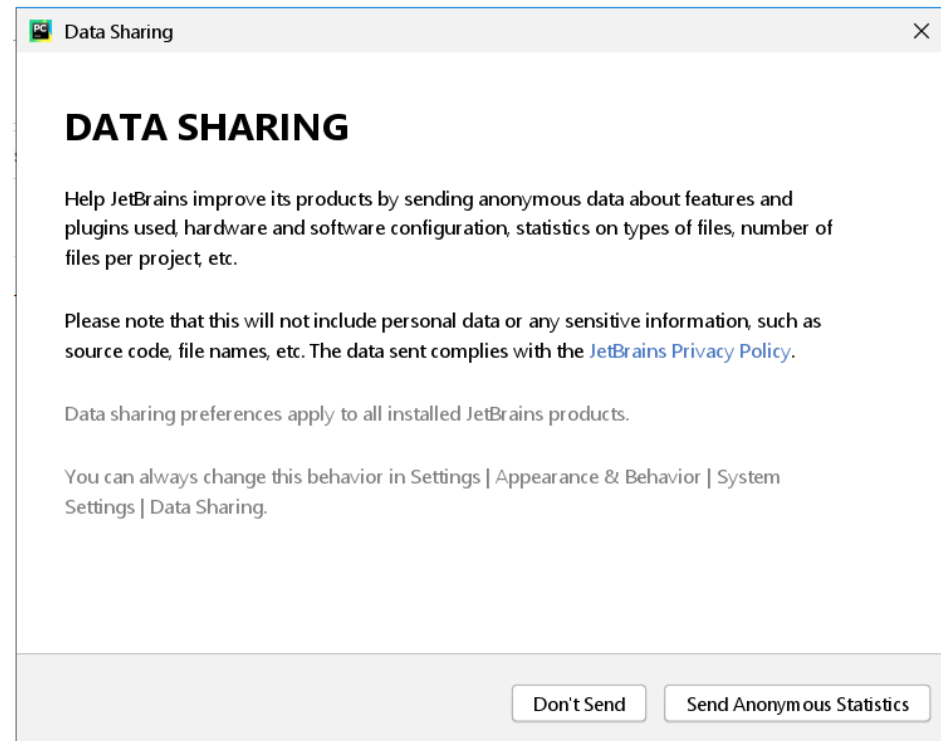 PC
Data Sharing
DATA SHARING
Help JetBrains improve its products by sending anonymous data about features and
plugins used, hardware and software configuration, statistics on types of files, number of
files per project, etc.
Please note that this will not include personal data or any sensitive information, such as
source code, file names, etc. The data sent complies with the JetBrains Privacy Policy.
Data sharing preferences apply to all installed JetBrains products.
You can always change this behavior in Settings | Appearance & Behavior | System
Settings | Data Sharing.
Don't Send
Send Anonymous Statistics